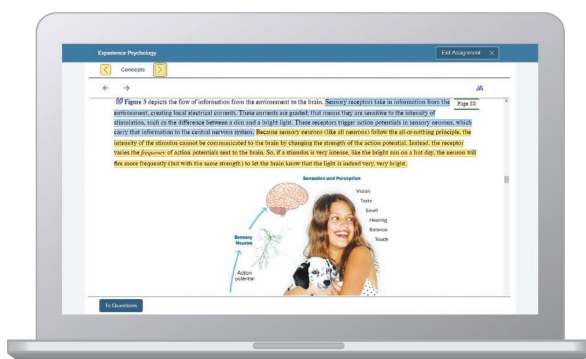 Experience Psychology
Exit Assignment ×
< Concepts >
← → AA
Figure 3 depicts the flow of information from the environment to the brain. Sensory receptors take in information from the Page 83
environment, creating local electrical currents. These currents are graded; that means they are sensitive to the intensity of
stimulation, such as the difference between a dim and a bright light. These receptors trigger action potentials in sensory neurons, which
carry that information to the central nervous system. Because sensory neurons (like all neurons) follow the all-or-nothing principle, the
intensity of the stimulus cannot be communicated to the brain by changing the strength of the action potential. Instead, the receptor
varies the frequency of action potentials sent to the brain. So, if a stimulus is very intense, like the bright sun on a hot day, the neuron will
fire more frequently (but with the same strength) to let the brain know that the light is indeed very, very bright.
Sensation and Perception
Vision
Taste
Smell
Hearing
Balance
Touch
Sensory
Neuron
Action
potential
To Questions